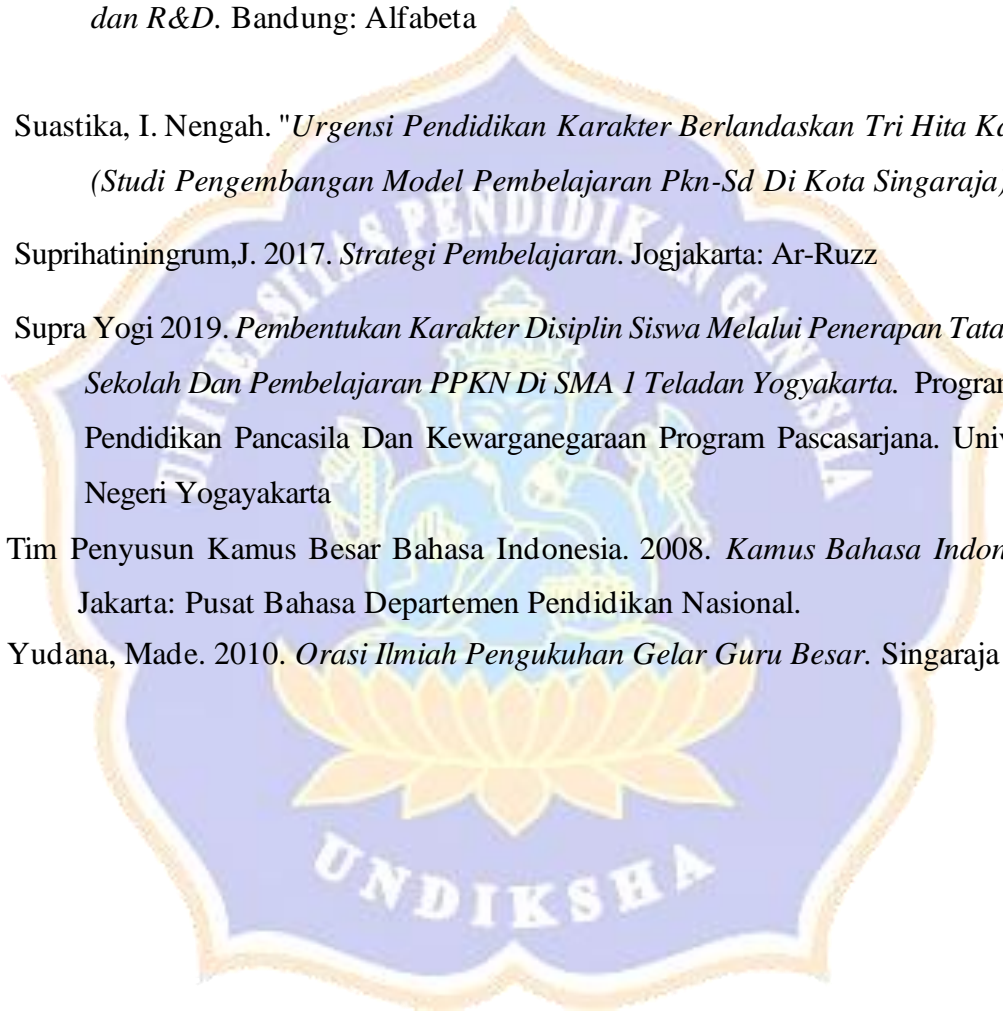 dan R&D. Bandung: Alfabeta
Suastika, I. Nengah. "Urgensi Pendidikan Karakter Berlandaskan Tri Hita Ka
(Studi Pengembangan Model Pembelajaran Pkn-Sd Di Kota Singaraja)
Suprihatiningrum,J. 2017. Strategi Pembelajaran. Jogjakarta: Ar-Ruzz
Supra Yogi 2019. Pembentukan Karakter Disiplin Siswa Melalui Penerapan Tata
Sekolah Dan Pembelajaran PPKN Di SMA 1 Teladan Yogyakarta. Program
Pendidikan Pancasila Dan Kewarganegaraan Program Pascasarjana. Univ
Negeri Yogayakarta
Tim Penyusun Kamus Besar Bahasa Indonesia. 2008. Kamus Bahasa Indon
Jakarta: Pusat Bahasa Departemen Pendidikan Nasional.
Yudana, Made. 2010. Orasi Ilmiah Pengukuhan Gelar Guru Besar. Singaraja
UNIVERSITAS PENDIDIKAN GANESHA
UNDIKSHA